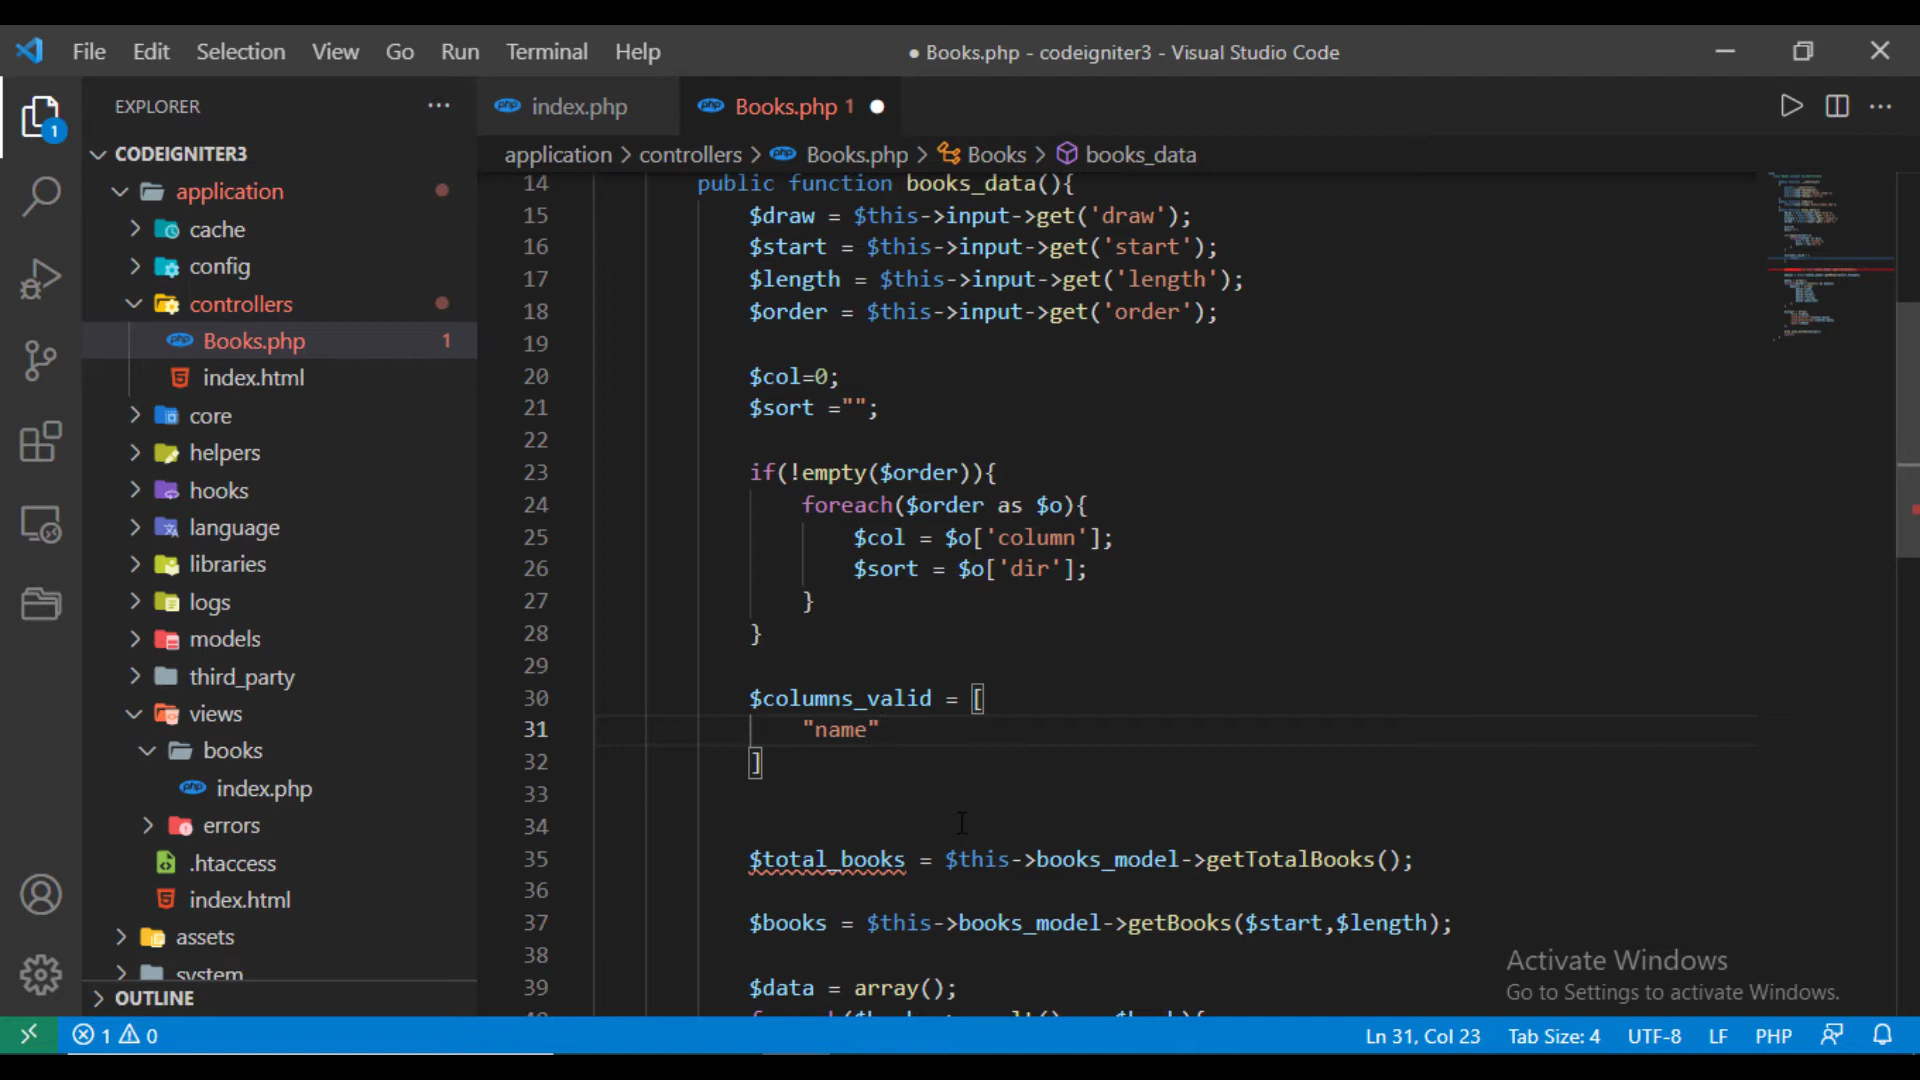 File Edit Selection View Go Run Terminal Help
● Books.php - codeigniter3 - Visual Studio Code
EXPLORER
index.php
Books.php 1
CODEIGNITER3
application > controllers > Books.php > Books > books_data
application
cache
config
controllers
Books.php 1
index.html
core
helpers
hooks
language
libraries
logs
models
third_party
views
books
index.php
errors
.htaccess
index.html
assets
system
OUTLINE
1
14 public function books_data(){
15 $draw = $this->input->get('draw');
16 $start = $this->input->get('start');
17 $length = $this->input->get('length');
18 $order = $this->input->get('order');
19
20 $col=0;
21 $sort ="";
22
23 if(!empty($order)){
24 foreach($order as $o){
25 $col = $o['column'];
26 $sort = $o['dir'];
27 }
28 }
29
30 $columns_valid = [
31 "name"
32 ]
33
34
35 $total_books = $this->books_model->getTotalBooks();
36
37 $books = $this->books_model->getBooks($start,$length);
38
39 $data = array();
Activate Windows
Go to Settings to activate Windows.
1 0
Ln 31, Col 23 Tab Size: 4 UTF-8 LF PHP